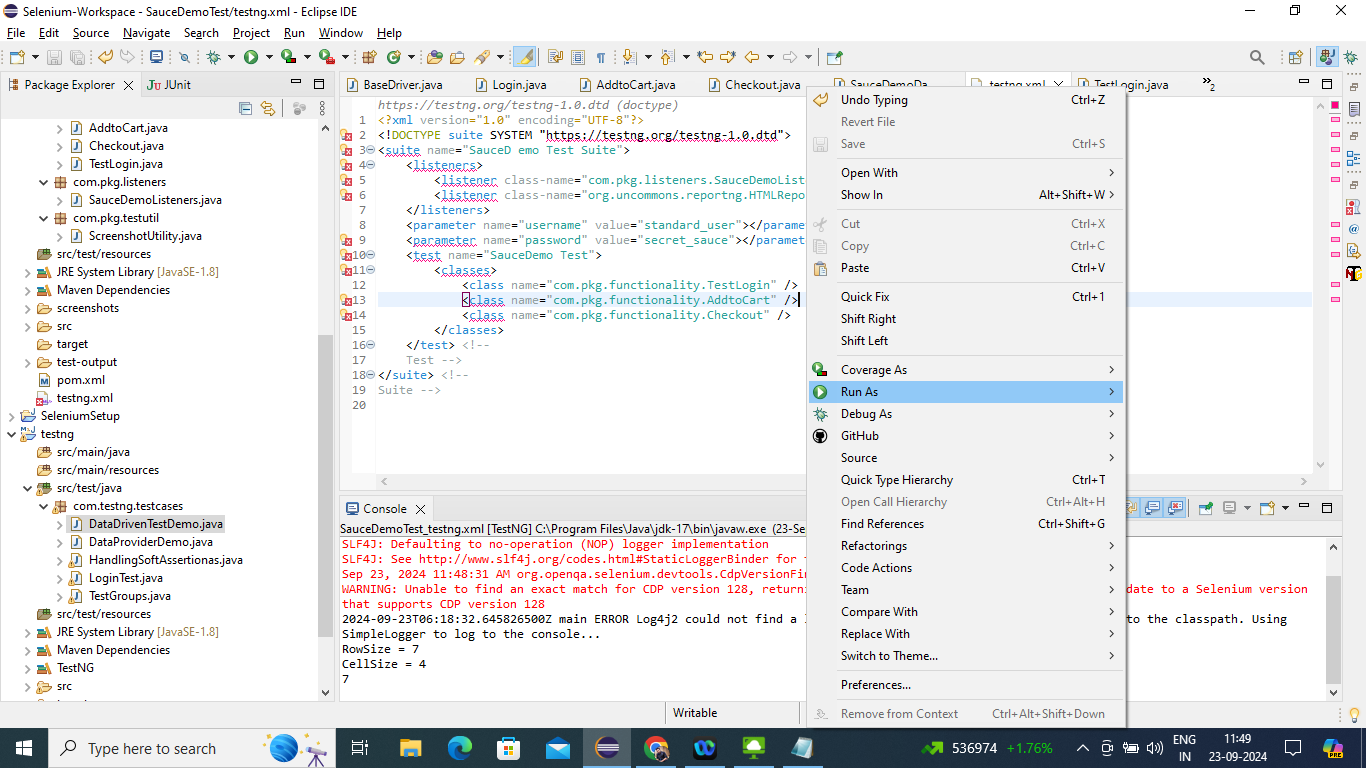 Selenium-Workspace - SauceDemoTest/testng.xml - Eclipse IDE
File Edit Source Navigate Search Project Run Window Help
Package Explorer JUnit
AddtoCart.java
Checkout.java
TestLogin.java
com.pkg.listeners
SauceDemoListeners.java
com.pkg.testutil
ScreenshotUtility.java
src/test/resources
JRE System Library [JavaSE-1.8]
Maven Dependencies
screenshots
src
target
test-output
pom.xml
testng.xml
SeleniumSetup
testng
src/main/java
src/main/resources
src/test/java
com.testng.testcases
DataDrivenTestDemo.java
DataProviderDemo.java
HandlingSoftAssertionas.java
LoginTest.java
TestGroups.java
src/test/resources
JRE System Library [JavaSE-1.8]
Maven Dependencies
TestNG
src
BaseDriver.java Login.java AddtoCart.java Checkout.java SauceDemoDa testng.xml TestLogin.java 2
https://testng.org/testng-1.0.dtd (doctype)
1 <?xml version="1.0" encoding="UTF-8"?>
2 <!DOCTYPE suite SYSTEM "https://testng.org/testng-1.0.dtd">
3 <suite name="SauceD emo Test Suite">
4 <listeners>
5 <listener class-name="com.pkg.listeners.SauceDemoListe
6 <listener class-name="org.uncommons.reportng.HTMLRepo
7 </listeners>
8 <parameter name="username" value="standard_user"></param
9 <parameter name="password" value="secret_sauce"></paramet
10 <test name="SauceDemo Test">
11 <classes>
12 <class name="com.pkg.functionality.TestLogin" />
13 <class name="com.pkg.functionality.AddtoCart" />
14 <class name="com.pkg.functionality.Checkout" />
15 </classes>
16 </test> <!--
17 Test -->
18 </suite> <!--
19 Suite -->
20
Undo Typing Ctrl+Z
Revert File
Save Ctrl+S
Open With
Show In Alt+Shift+W
Cut Ctrl+X
Copy Ctrl+C
Paste Ctrl+V
Quick Fix Ctrl+1
Shift Right
Shift Left
Coverage As
Run As
Debug As
GitHub
Source
Quick Type Hierarchy Ctrl+T
Open Call Hierarchy Ctrl+Alt+H
Find References Ctrl+Shift+G
Refactorings
Code Actions
Team
Compare With
Replace With
Switch to Theme...
Preferences...
Remove from Context Ctrl+Alt+Shift+Down
Console
SauceDemoTest_testng.xml [TestNG] C:\Program Files\Java\jdk-17\bin\javaw.exe (23-Se
SLF4J: Defaulting to no-operation (NOP) logger implementation
SLF4J: See http://www.slf4j.org/codes.html#StaticLoggerBinder for
Sep 23, 2024 11:48:31 AM org.openqa.selenium.devtools.CdpVersionFin
WARNING: Unable to find an exact match for CDP version 128, returni date to a Selenium version
that supports CDP version 128
2024-09-23T06:18:32.645826500Z main ERROR Log4j2 could not find a to the classpath. Using
SimpleLogger to log to the console...
RowSize = 7
CellSize = 4
7
Writable
Type here to search
536974 +1.76%
ENG
IN
11:49
23-09-2024
PRE